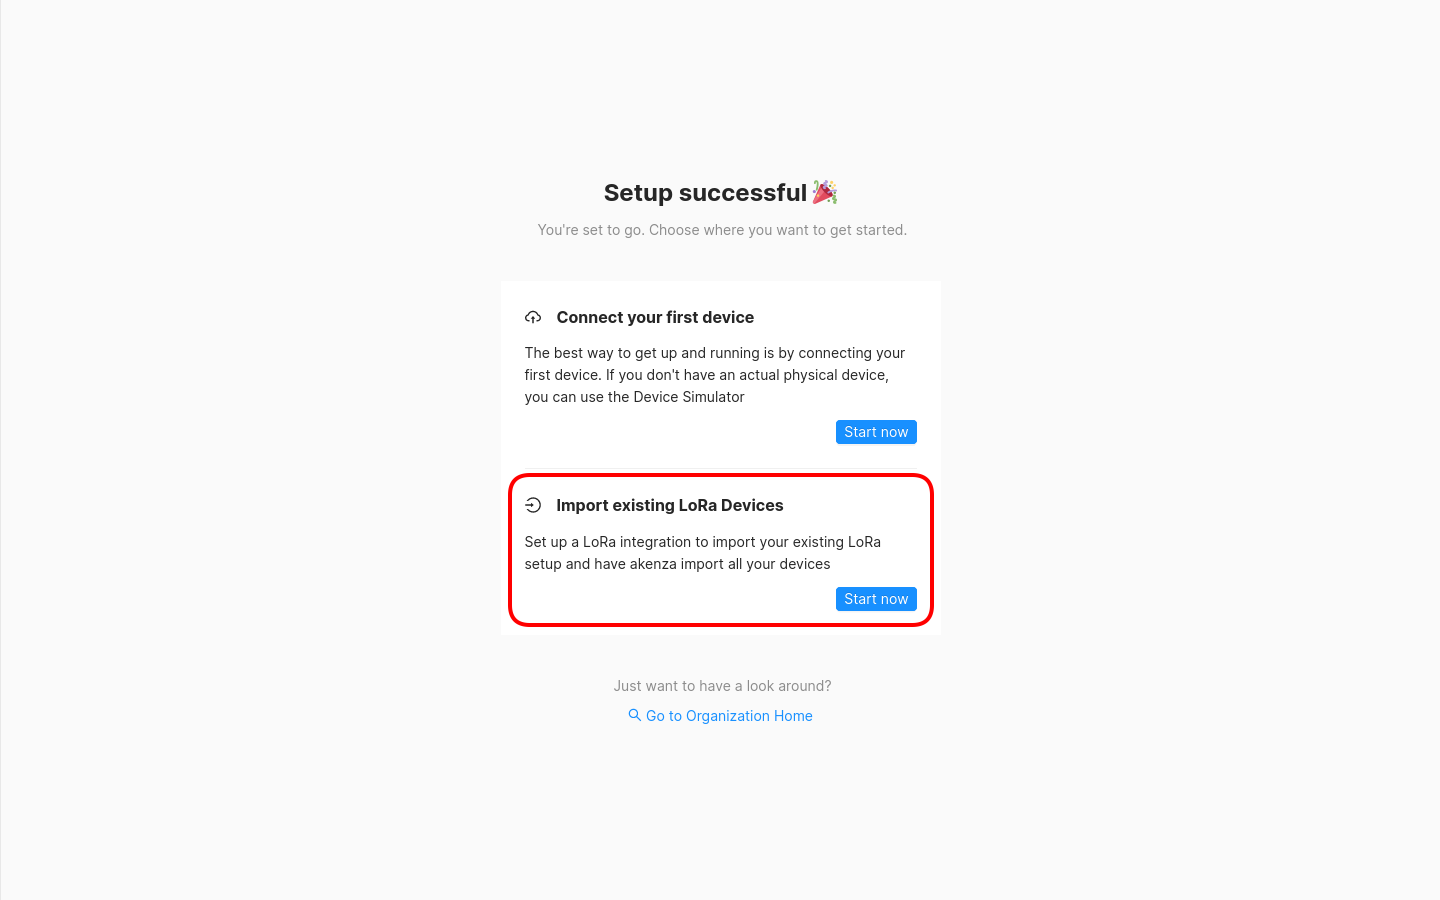 Setup successful 🎉
You're set to go. Choose where you want to get started.
Connect your first device
The best way to get up and running is by connecting your
first device. If you don't have an actual physical device,
you can use the Device Simulator
Start now
Import existing LoRa Devices
Set up a LoRa integration to import your existing LoRa
setup and have akenza import all your devices
Start now
Just want to have a look around?
Go to Organization Home